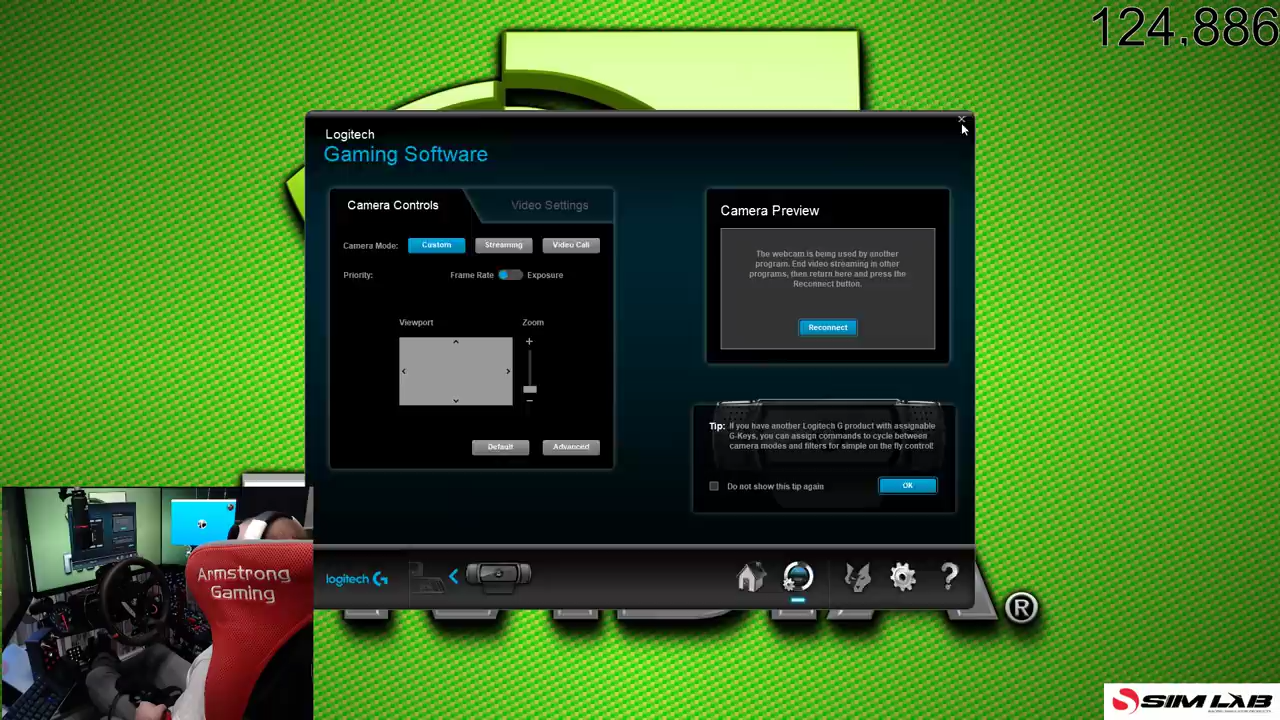 124.886
Logitech
Gaming Software
Camera Controls
Video Settings
Camera Mode:
Custom
Streaming
Video Call
Priority:
Frame Rate
Exposure
Viewport
Zoom
+
−
Default
Advanced
Camera Preview
The webcam is being used by another
program. End video streaming in other
programs, then return here and press the
Reconnect button.
Reconnect
Tip: If you have another Logitech G product with assignable
G-Keys, you can assign commands to cycle between
camera modes and filters for simple on the fly control!
Do not show this tip again
OK
logitech G
?
®
Armstrong
Gaming
SIM LAB